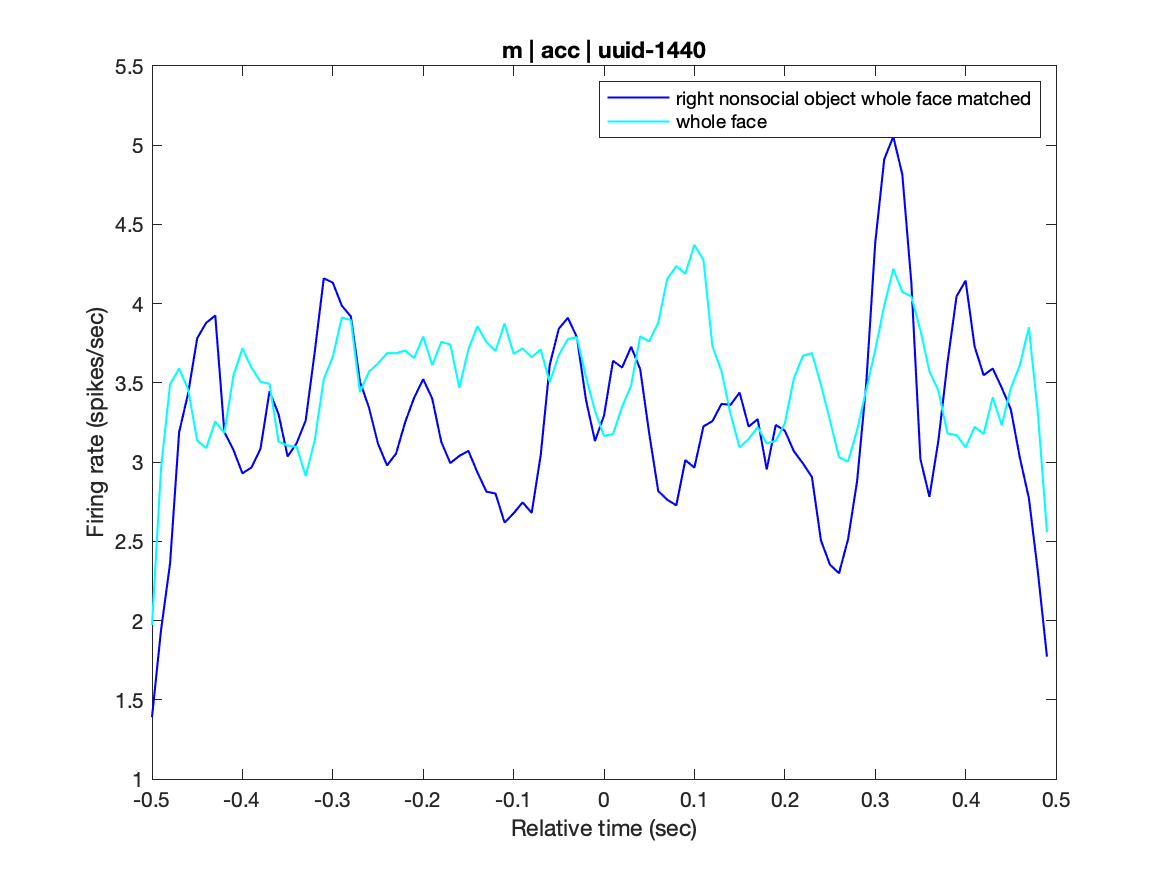 m | acc | uuid-1440
right nonsocial object whole face matched
whole face
5.5
5
4.5
4
3.5
3
2.5
2
1.5
1
Firing rate (spikes/sec)
-0.5 -0.4 -0.3 -0.2 -0.1 0 0.1 0.2 0.3 0.4 0.5
Relative time (sec)